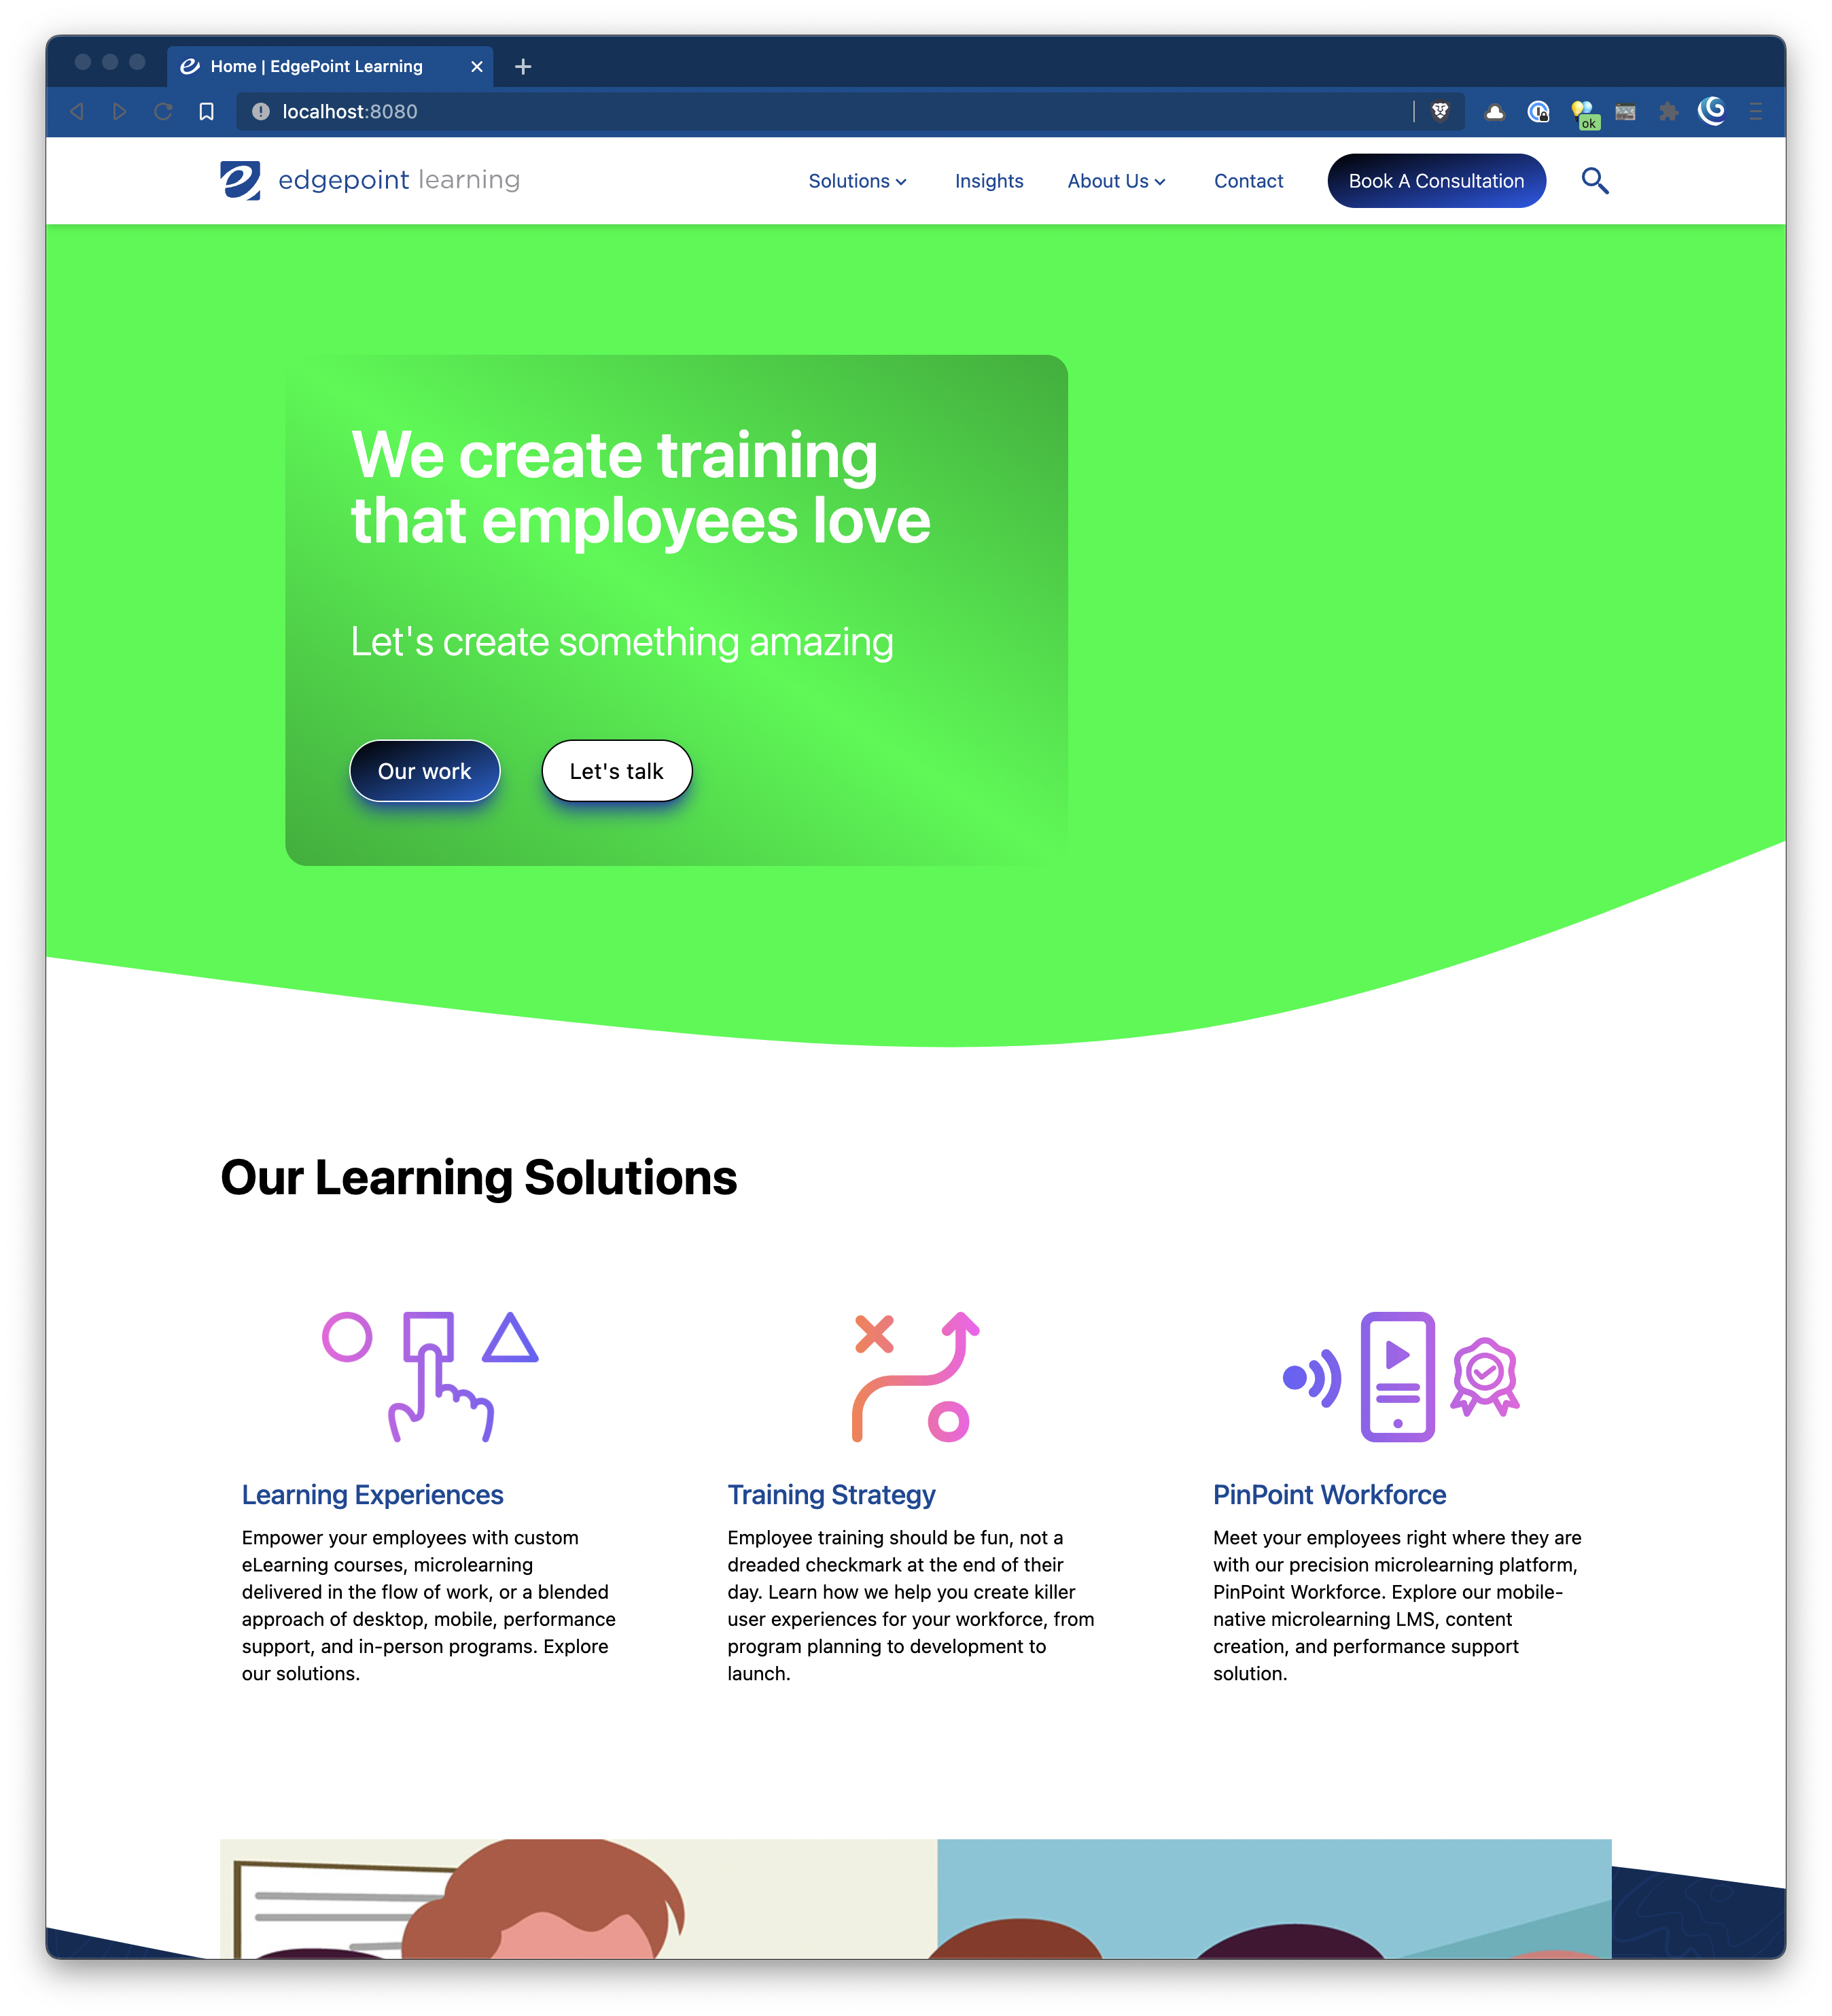 Home | EdgePoint Learning
localhost:8080
ok
edgepoint learning
Solutions
Insights
About Us
Contact
Book A Consultation
We create training
that employees love
Let's create something amazing
Our work
Let's talk
Our Learning Solutions
Learning Experiences
Empower your employees with custom
eLearning courses, microlearning
delivered in the flow of work, or a blended
approach of desktop, mobile, performance
support, and in-person programs. Explore
our solutions.
Training Strategy
Employee training should be fun, not a
dreaded checkmark at the end of their
day. Learn how we help you create killer
user experiences for your workforce, from
program planning to development to
launch.
PinPoint Workforce
Meet your employees right where they are
with our precision microlearning platform,
PinPoint Workforce. Explore our mobile-
native microlearning LMS, content
creation, and performance support
solution.